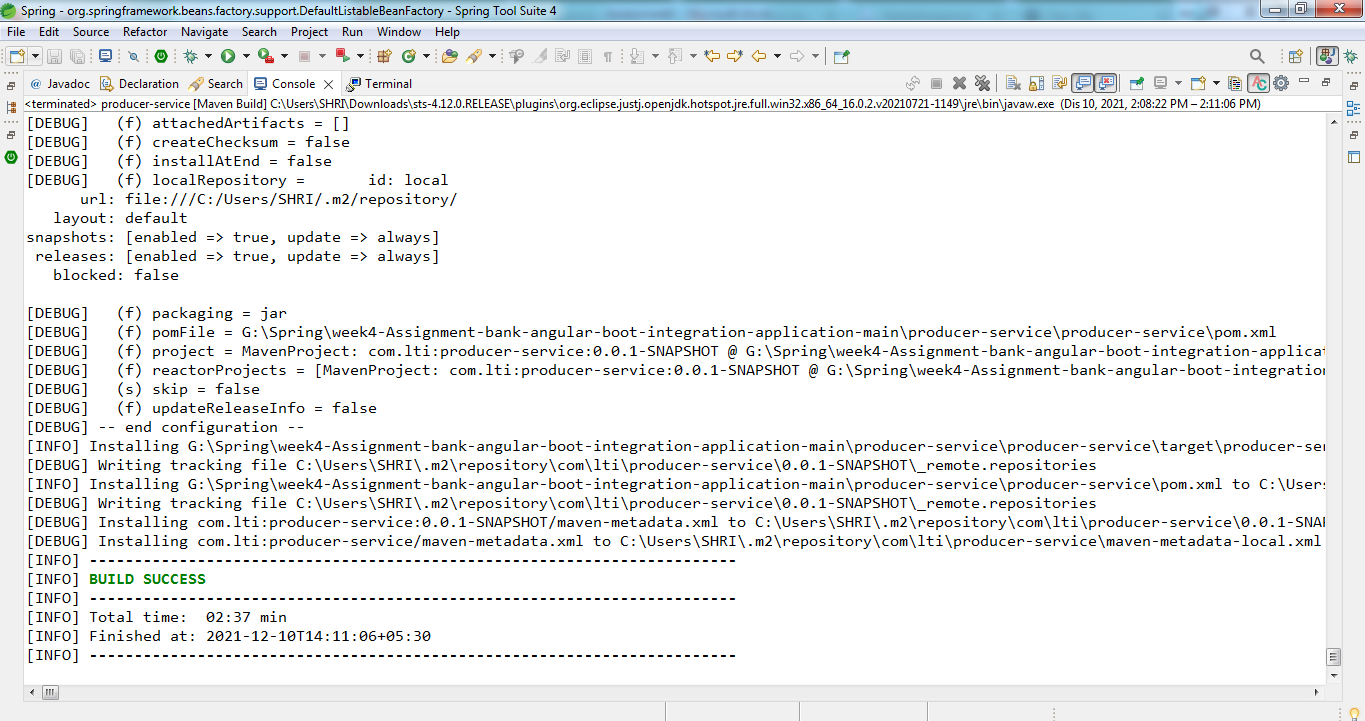 Spring - org.springframework.beans.factory.support.DefaultListableBeanFactory - Spring Tool Suite 4
File Edit Source Refactor Navigate Search Project Run Window Help
@ Javadoc Declaration Search Console Terminal
<terminated> producer-service [Maven Build] C:\Users\SHRI\Downloads\sts-4.12.0.RELEASE\plugins\org.eclipse.justj.openjdk.hotspot.jre.full.win32.x86_64_16.0.2.v20210721-1149\jre\bin\javaw.exe (Dis 10, 2021, 2:08:22 PM – 2:11:06 PM)
[DEBUG]   (f) attachedArtifacts = []
[DEBUG]   (f) createChecksum = false
[DEBUG]   (f) installAtEnd = false
[DEBUG]   (f) localRepository =       id: local
      url: file:///C:/Users/SHRI/.m2/repository/
   layout: default
snapshots: [enabled => true, update => always]
 releases: [enabled => true, update => always]
   blocked: false
[DEBUG]   (f) packaging = jar
[DEBUG]   (f) pomFile = G:\Spring\week4-Assignment-bank-angular-boot-integration-application-main\producer-service\producer-service\pom.xml
[DEBUG]   (f) project = MavenProject: com.lti:producer-service:0.0.1-SNAPSHOT @ G:\Spring\week4-Assignment-bank-angular-boot-integration-applicat
[DEBUG]   (f) reactorProjects = [MavenProject: com.lti:producer-service:0.0.1-SNAPSHOT @ G:\Spring\week4-Assignment-bank-angular-boot-integration
[DEBUG]   (s) skip = false
[DEBUG]   (f) updateReleaseInfo = false
[DEBUG] -- end configuration --
[INFO] Installing G:\Spring\week4-Assignment-bank-angular-boot-integration-application-main\producer-service\producer-service\target\producer-ser
[DEBUG] Writing tracking file C:\Users\SHRI\.m2\repository\com\lti\producer-service\0.0.1-SNAPSHOT\_remote.repositories
[INFO] Installing G:\Spring\week4-Assignment-bank-angular-boot-integration-application-main\producer-service\producer-service\pom.xml to C:\Users
[DEBUG] Writing tracking file C:\Users\SHRI\.m2\repository\com\lti\producer-service\0.0.1-SNAPSHOT\_remote.repositories
[DEBUG] Installing com.lti:producer-service:0.0.1-SNAPSHOT/maven-metadata.xml to C:\Users\SHRI\.m2\repository\com\lti\producer-service\0.0.1-SNAP
[DEBUG] Installing com.lti:producer-service/maven-metadata.xml to C:\Users\SHRI\.m2\repository\com\lti\producer-service\maven-metadata-local.xml
[INFO] ------------------------------------------------------------------------
[INFO] BUILD SUCCESS
[INFO] ------------------------------------------------------------------------
[INFO] Total time:  02:37 min
[INFO] Finished at: 2021-12-10T14:11:06+05:30
[INFO] ------------------------------------------------------------------------